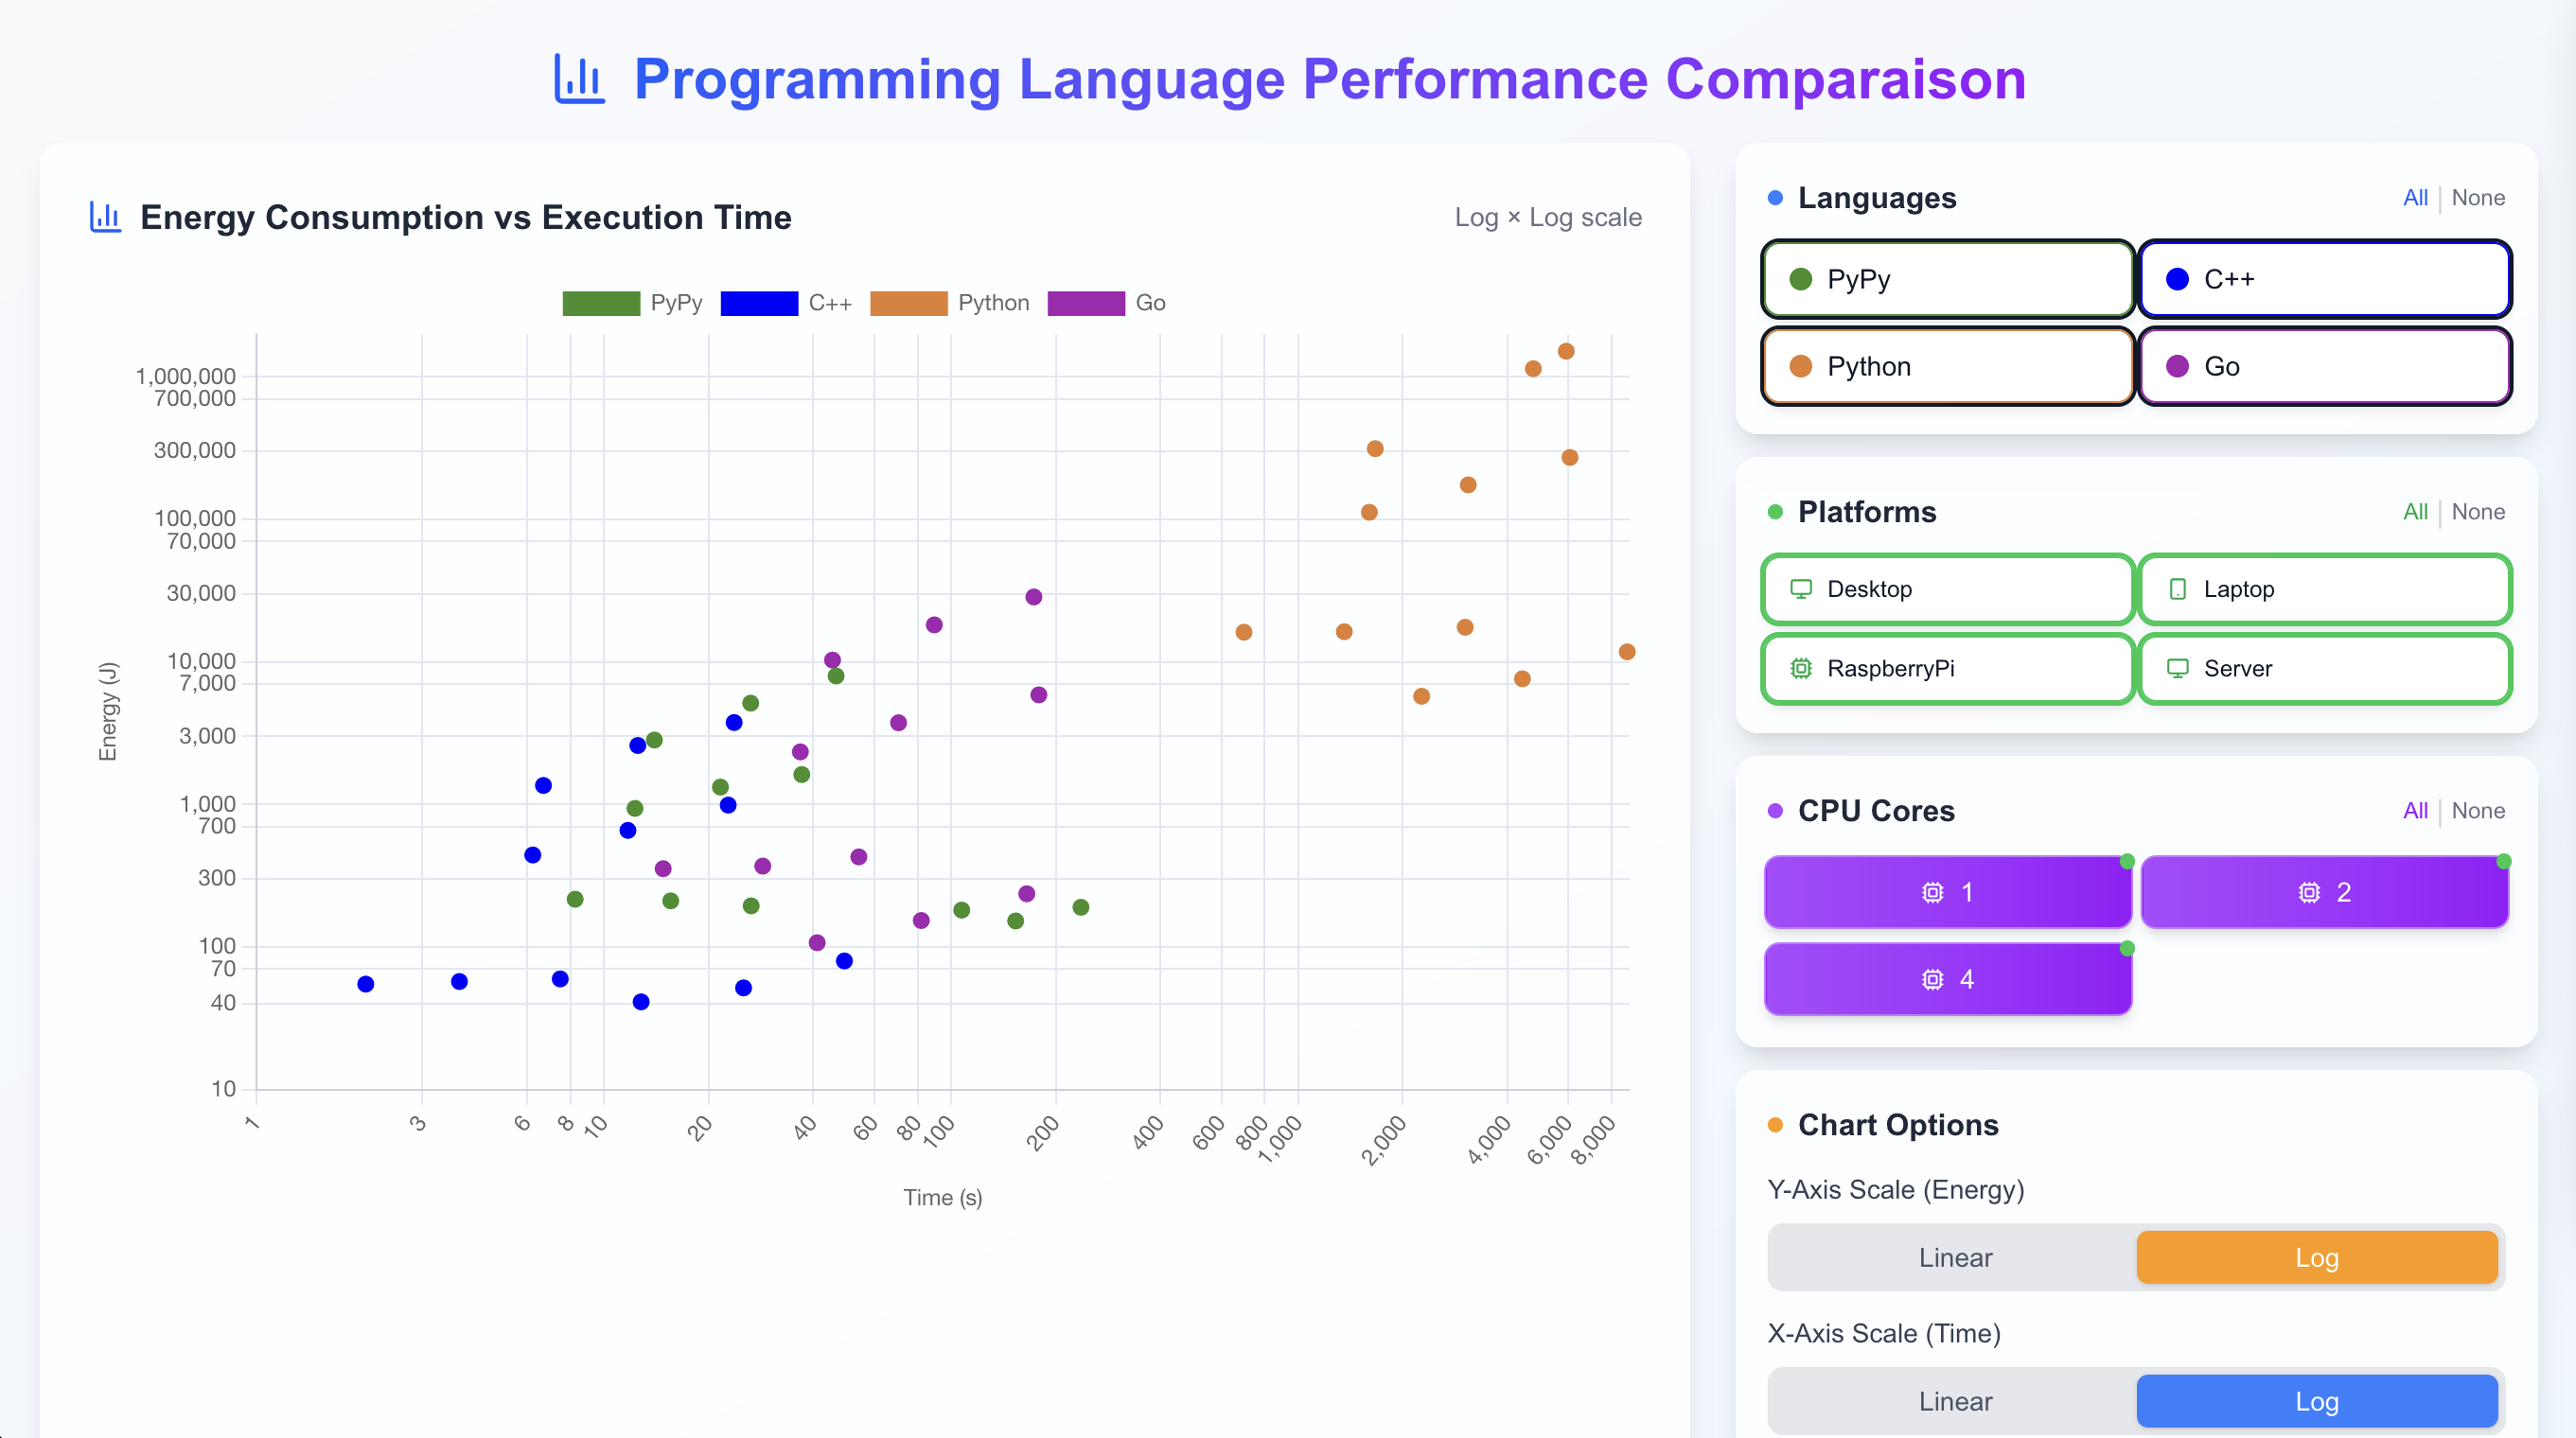 Programming Language Performance Comparaison
Energy Consumption vs Execution Time
Log × Log scale
PyPy
C++
Python
Go
1,000,000
700,000
300,000
100,000
70,000
30,000
10,000
7,000
3,000
1,000
700
300
100
70
40
10
Energy (J)
1
3
6
8
10
20
40
60
80
100
200
400
600
800
1,000
2,000
4,000
6,000
8,000
Time (s)
Languages
All | None
PyPy
C++
Python
Go
Platforms
All | None
Desktop
Laptop
RaspberryPi
Server
CPU Cores
All | None
1
2
4
Chart Options
Y-Axis Scale (Energy)
Linear
Log
X-Axis Scale (Time)
Linear
Log